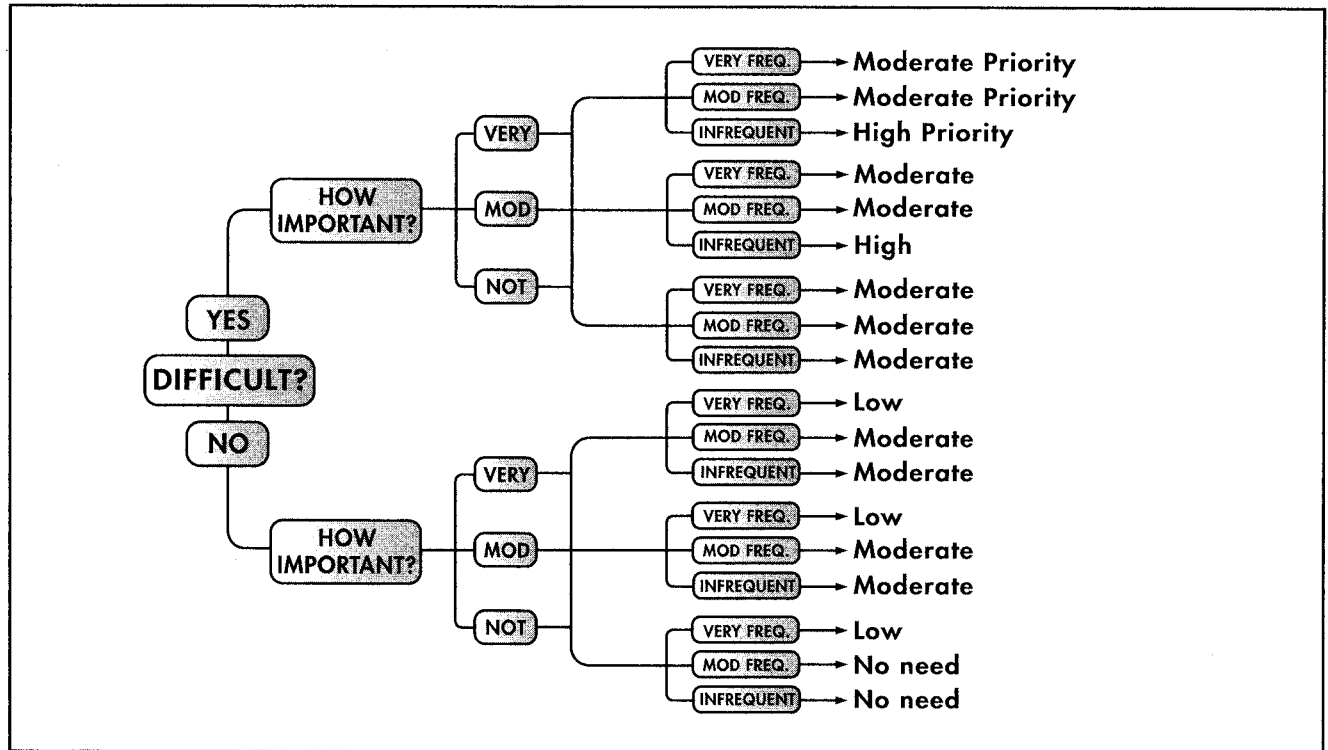 VERY FREQ. Moderate Priority
MOD FREQ. Moderate Priority
VERY INFREQUENT High Priority
VERY FREQ. Moderate
HOW IMPORTANT? MOD MOD FREQ. Moderate
INFREQUENT High
NOT VERY FREQ. Moderate
YES MOD FREQ. Moderate
INFREQUENT Moderate
DIFFICULT?
VERY FREQ. Low
NO MOD FREQ. Moderate
VERY INFREQUENT Moderate
VERY FREQ. Low
HOW IMPORTANT? MOD MOD FREQ. Moderate
INFREQUENT Moderate
NOT VERY FREQ. Low
MOD FREQ. No need
INFREQUENT No need